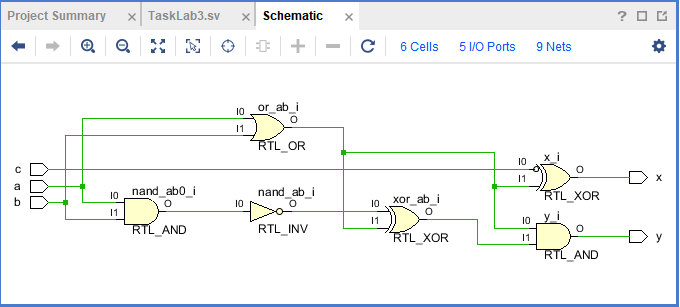 Project Summary
TaskLab3.sv
Schematic
6 Cells 5 I/O Ports 9 Nets
or_ab_i
I0
I1
O
RTL_OR
c
a
b
nand_ab0_i
I0
I1
O
RTL_AND
nand_ab_i
I0
O
RTL_INV
xor_ab_i
I0
I1
O
RTL_XOR
x_i
I0
I1
O
RTL_XOR
x
y_i
I0
I1
O
RTL_AND
y